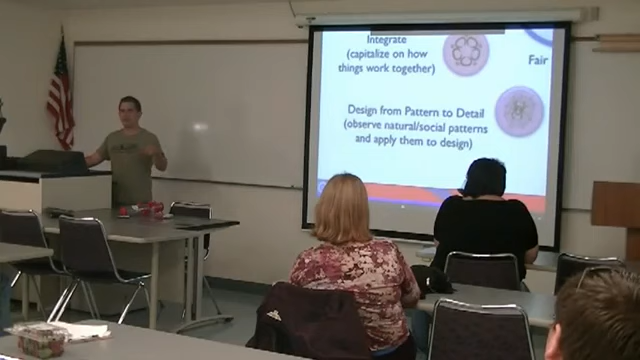 Integrate
(capitalize on how
things work together)
Fair
Design from Pattern to Detail
(observe natural/social patterns
and apply them to design)